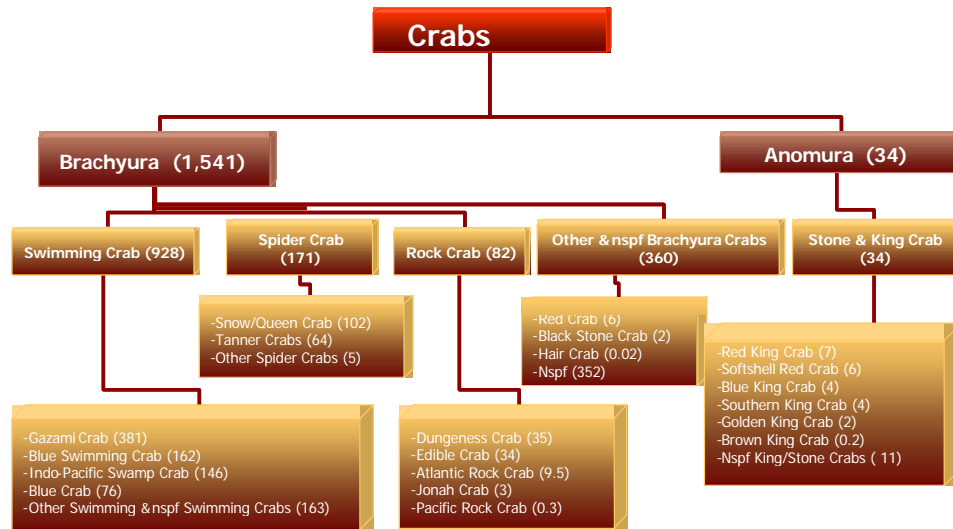 Crabs
Brachyura (1,541)
Anomura (34)
Swimming Crab (928)
Spider Crab
(171)
Rock Crab (82)
Other & nspf Brachyura Crabs
(360)
Stone & King Crab
(34)
-Snow/Queen Crab (102)
-Tanner Crabs (64)
-Other Spider Crabs (5)
-Red Crab (6)
-Black Stone Crab (2)
-Hair Crab (0.02)
-Nspf (352)
-Red King Crab (7)
-Softshell Red Crab (6)
-Blue King Crab (4)
-Southern King Crab (4)
-Golden King Crab (2)
-Brown King Crab (0.2)
-Nspf King/Stone Crabs ( 11)
-Gazami Crab (381)
-Blue Swimming Crab (162)
-Indo-Pacific Swamp Crab (146)
-Blue Crab (76)
-Other Swimming & nspf Swimming Crabs (163)
-Dungeness Crab (35)
-Edible Crab (34)
-Atlantic Rock Crab (9.5)
-Jonah Crab (3)
-Pacific Rock Crab (0.3)